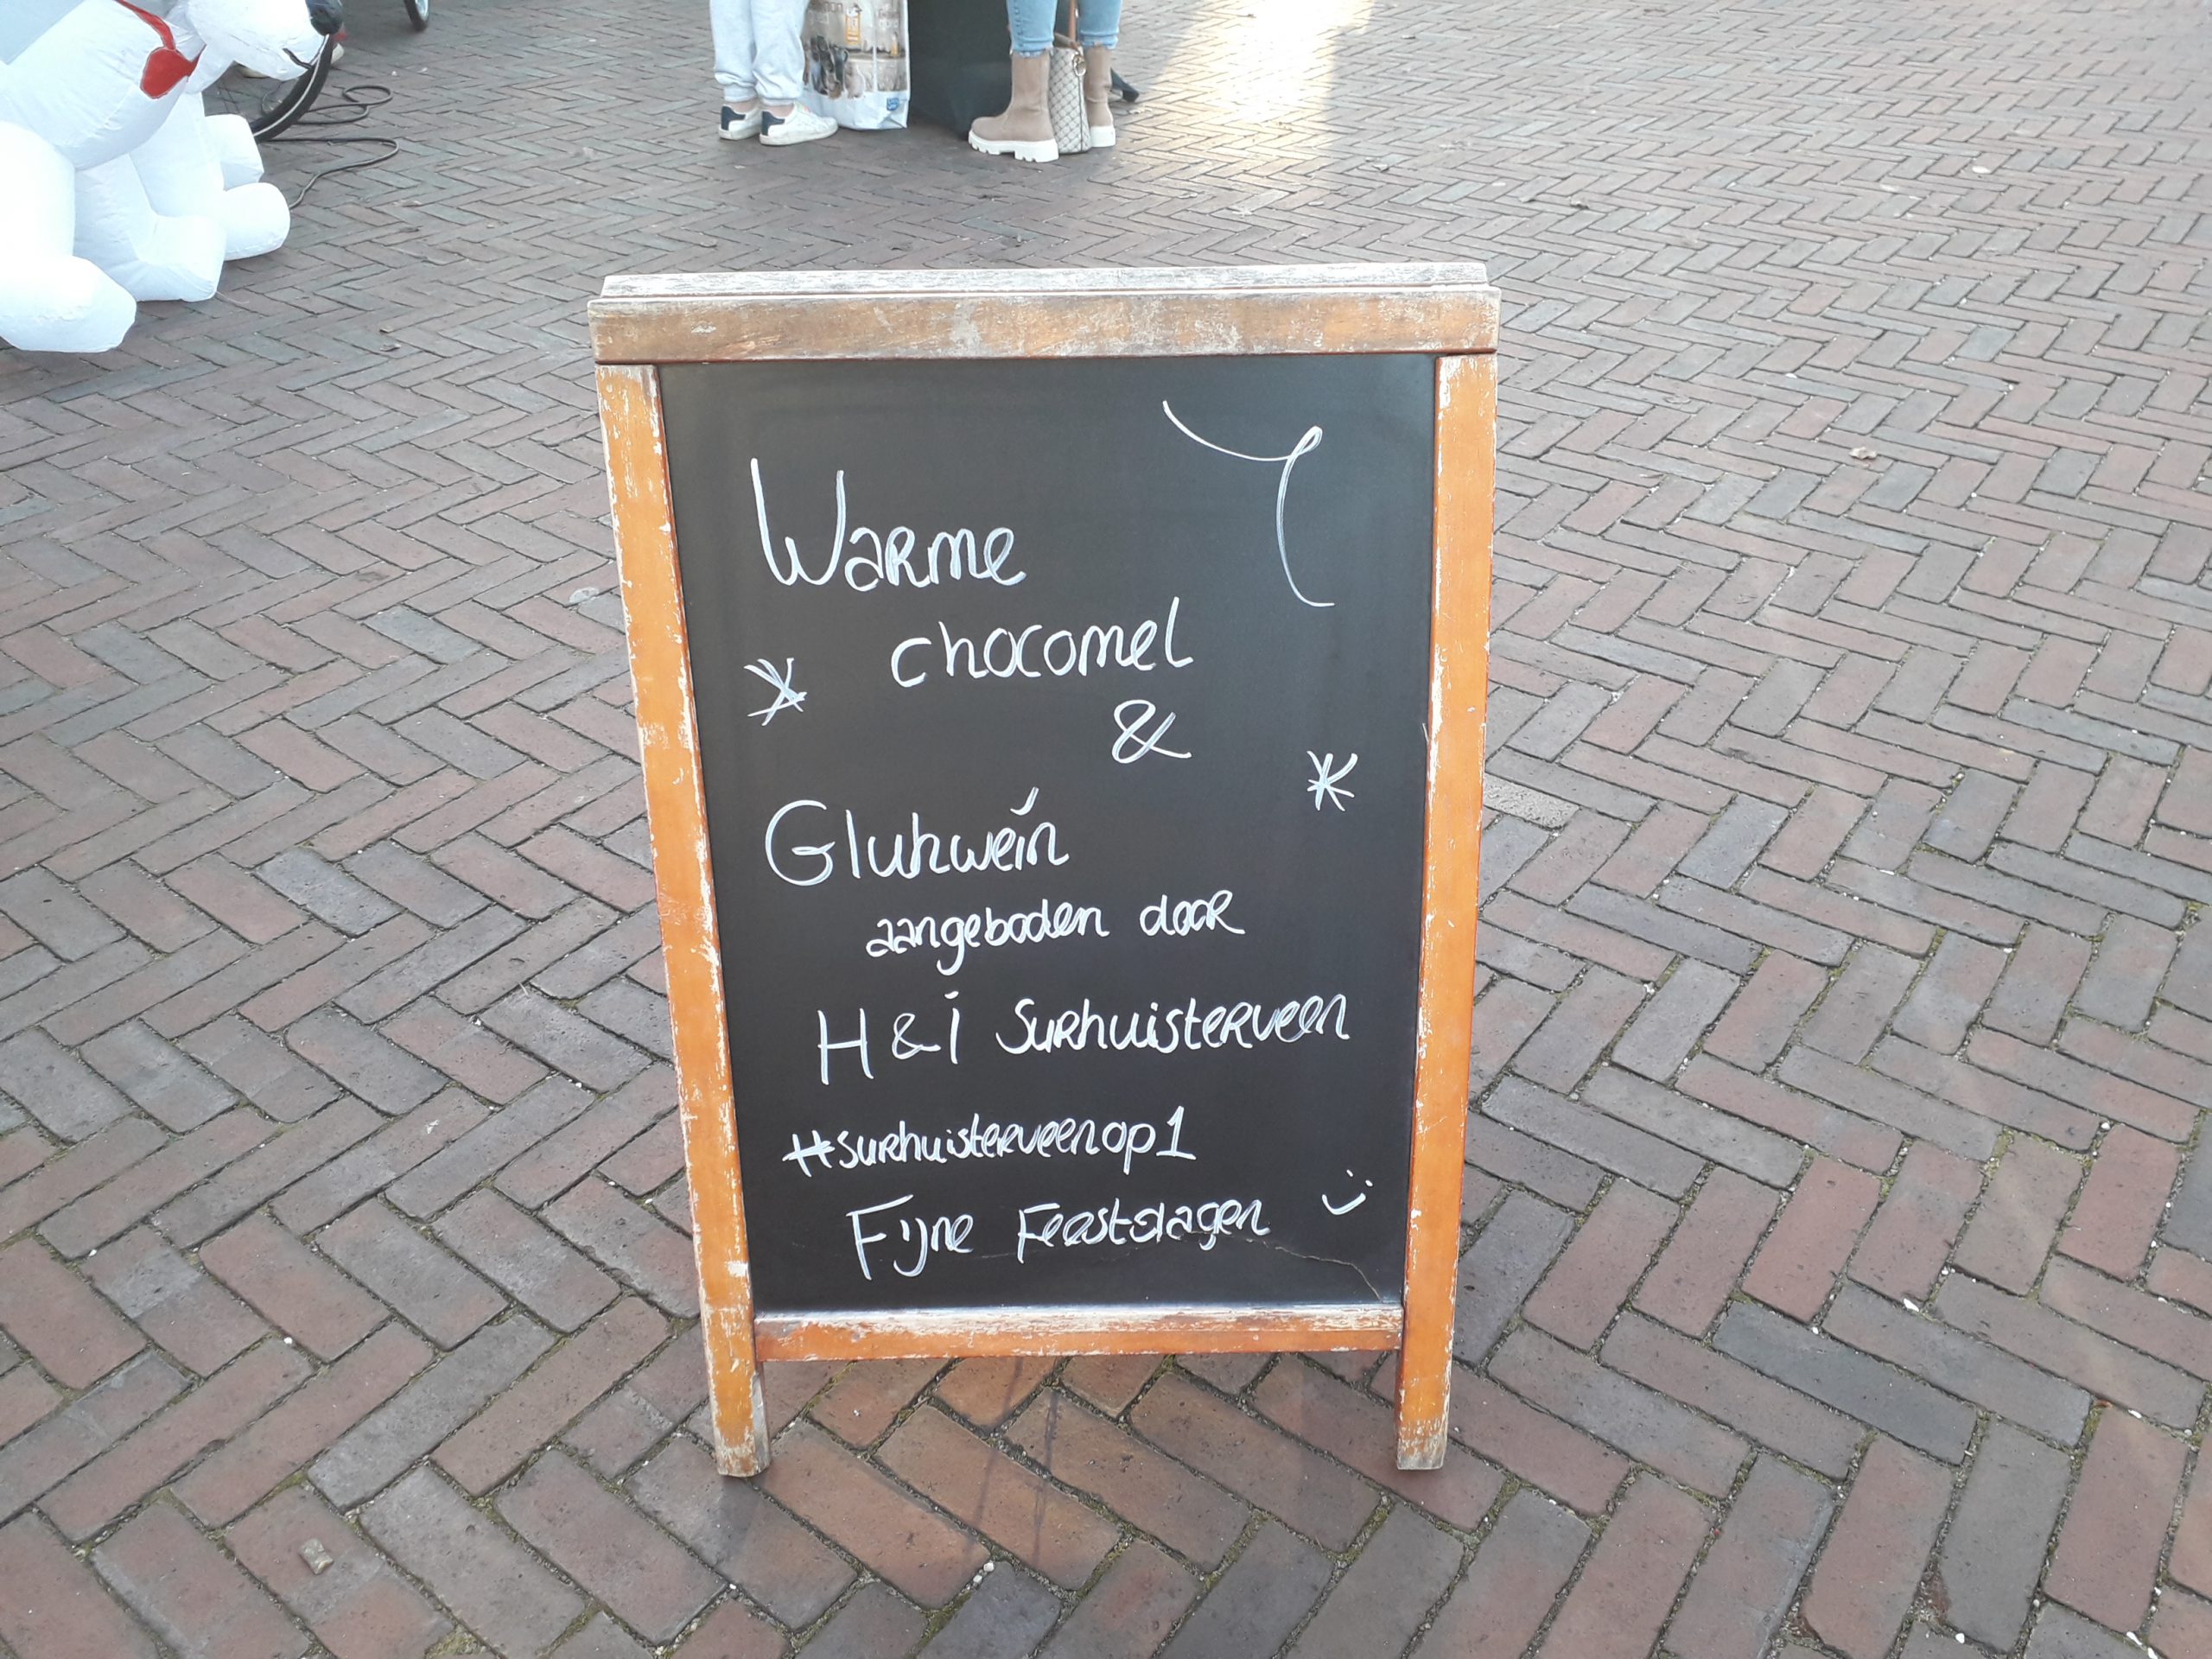 Warme
chocomel
&
Gluhwein
aangeboden door
H & I Surhuisterveen
#surhuisterveenop1
Fijne Feestdagen :)